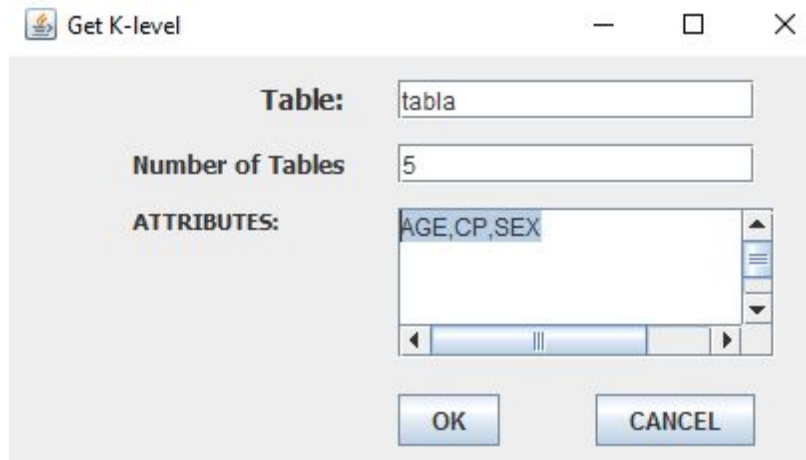 Get K-level
Table: tabla
Number of Tables 5
ATTRIBUTES: AGE,CP,SEX
OK CANCEL